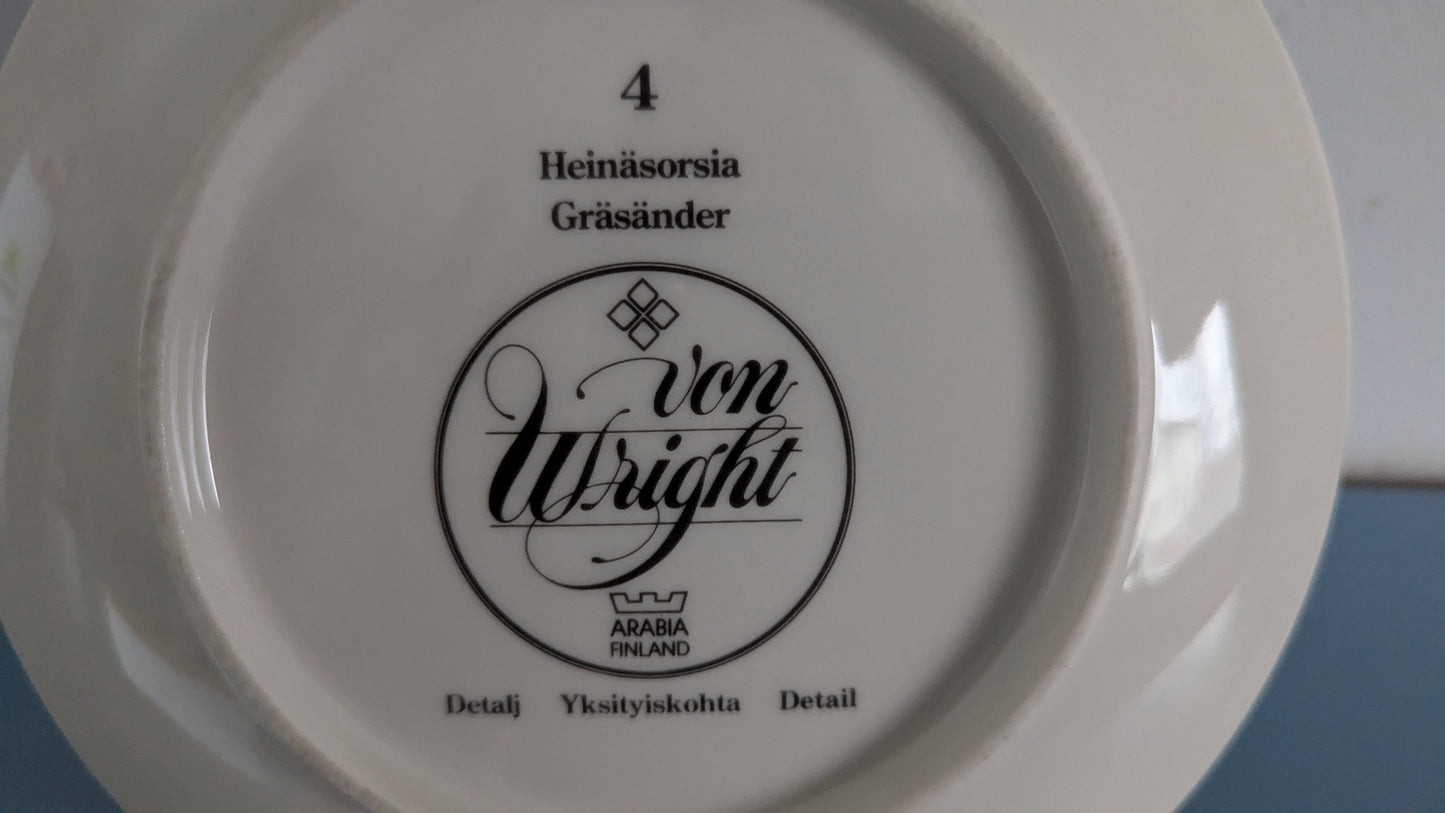 4
Heinäsorsia
Gräsänder
von
Wright
ARABIA
FINLAND
Detalj Yksityiskohta Detail